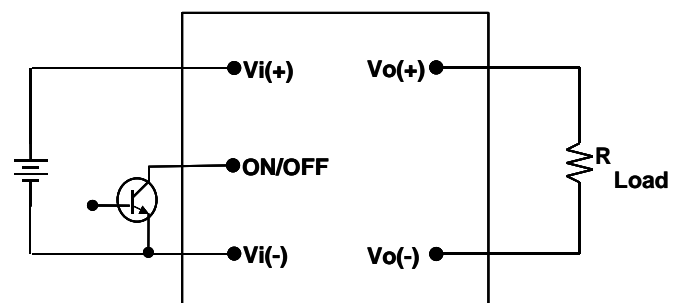 Vi(+)
Vo(+)
ON/OFF
R
Load
Vi(-)
Vo(-)